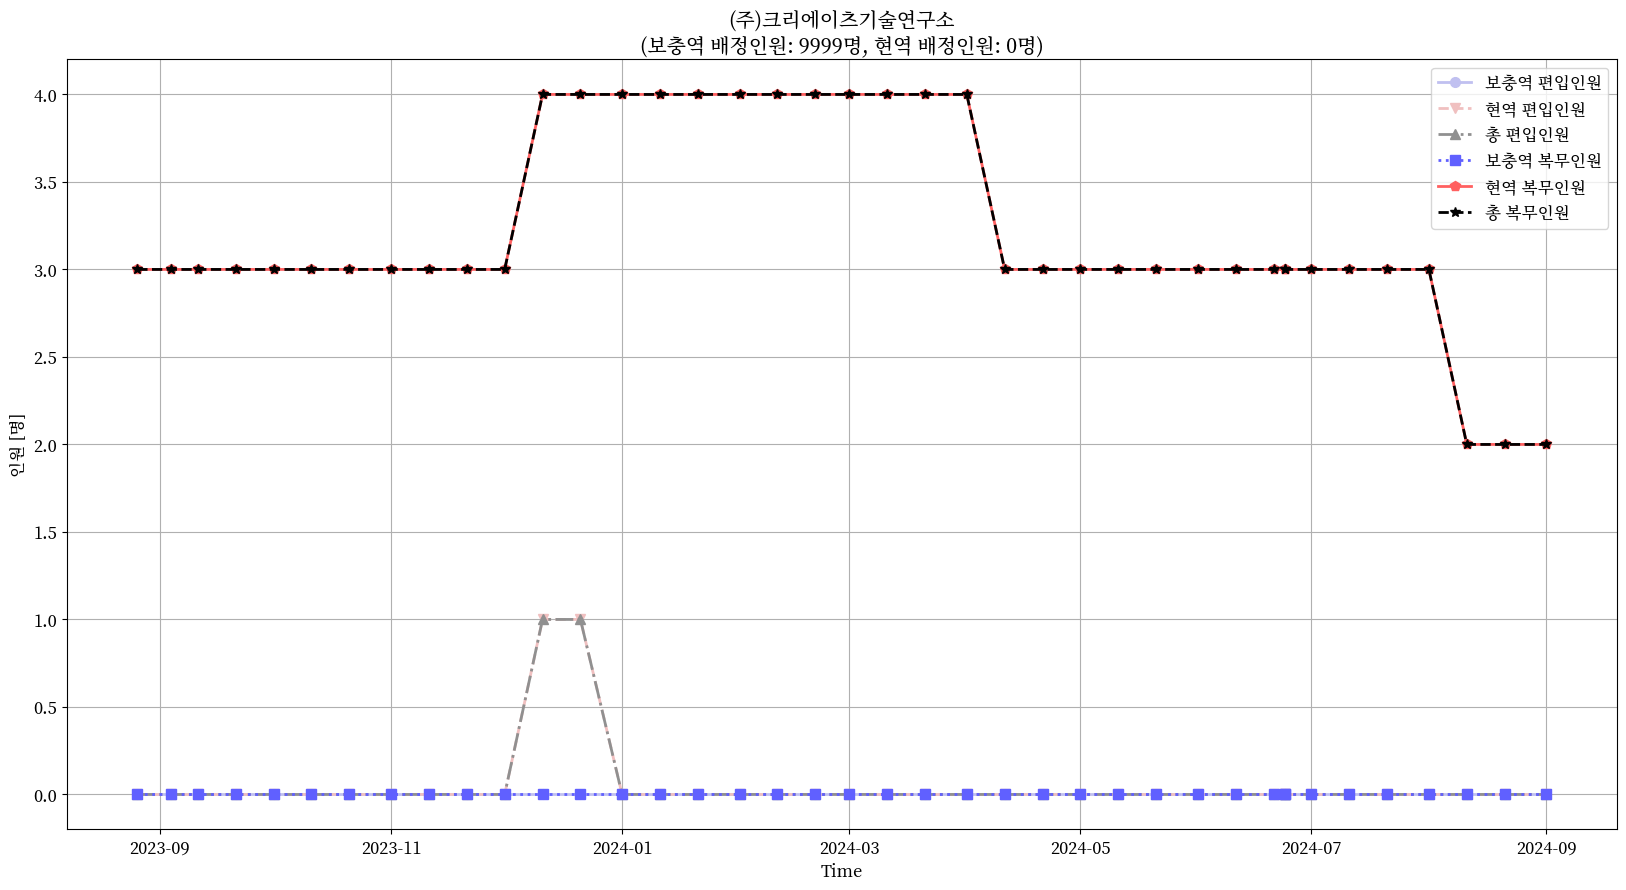 (주)크리에이츠기술연구소
(보충역 배정인원: 9999명, 현역 배정인원: 0명)
보충역 편입인원
현역 편입인원
총 편입인원
보충역 복무인원
현역 복무인원
총 복무인원
인원 [명]
4.0
3.5
3.0
2.5
2.0
1.5
1.0
0.5
0.0
2023-09 2023-11 2024-01 2024-03 2024-05 2024-07 2024-09
Time